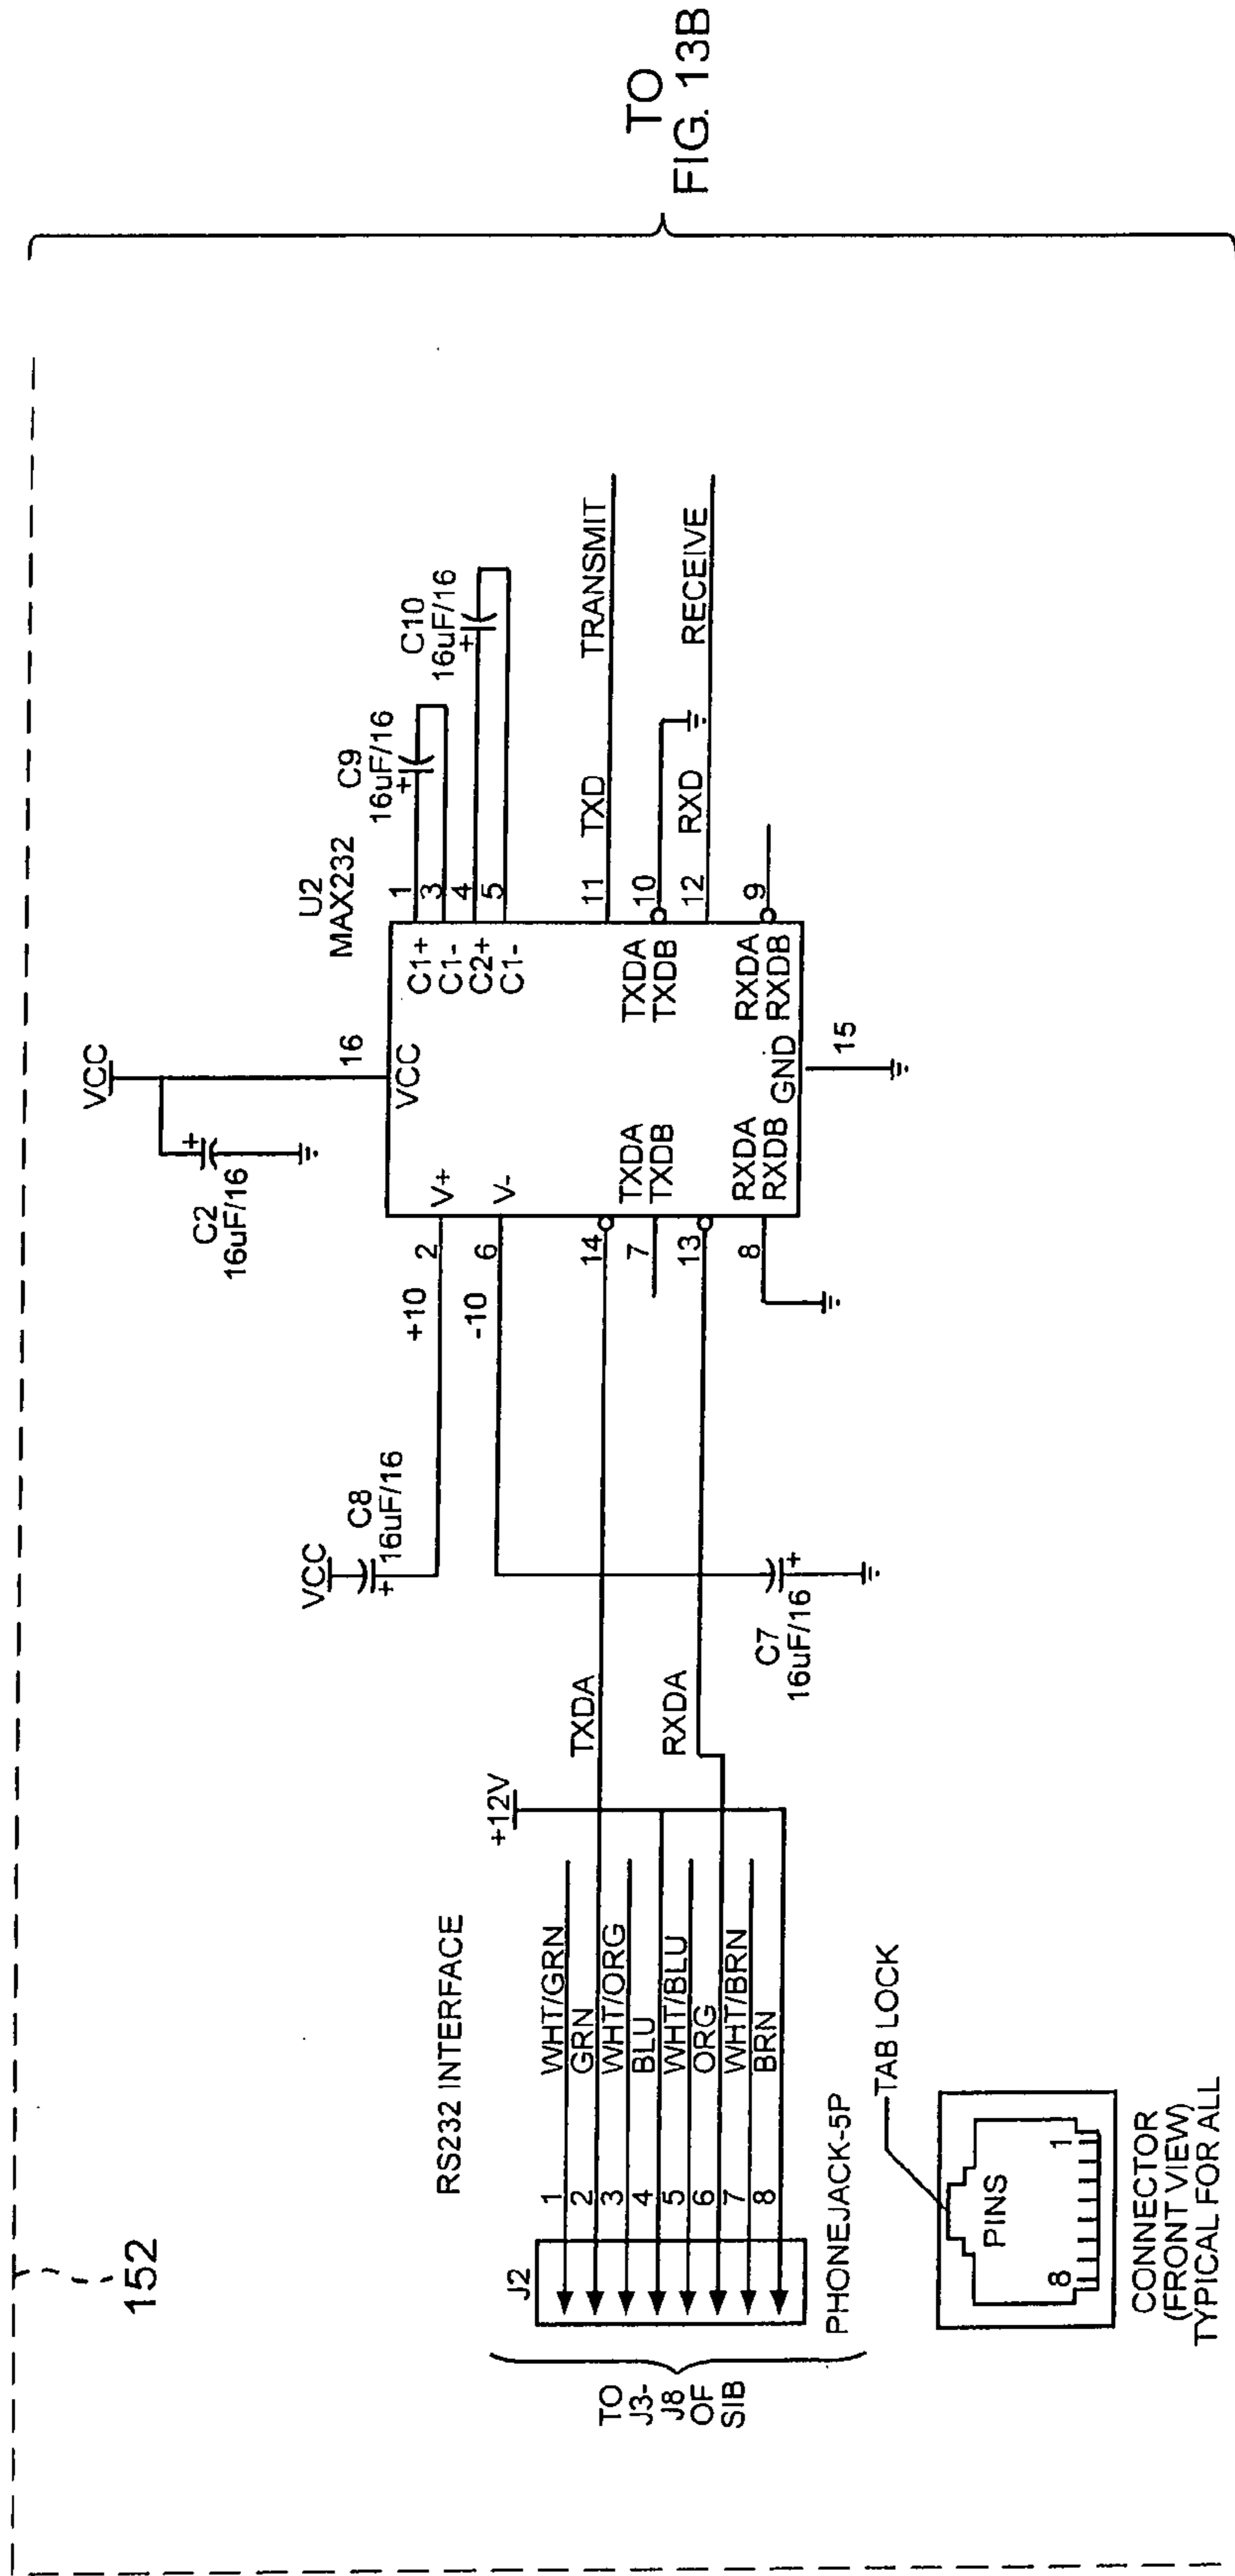 152
TO
FIG. 13B
VCC
C2
16uF/16
16
VCC
U2
MAX232
C9
16uF/16
+
C10
16uF/16
+
+
1
3
4
5
C1+
C1-
C2+
C1-
V+
V-
+10
2
-10
6
VCC
C8
16uF/16
+
C7
16uF/16
+
14
7
13
8
TXDA
TXDB
RXDA
RXDB
TXDA
TXDB
RXDA
RXDB
GND
15
11
10
12
9
TXD
TRANSMIT
RXD
RECEIVE
TXDA
RXDA
+12V
RS232 INTERFACE
J2
1
2
3
4
5
6
7
8
WHT/GRN
GRN
WHT/ORG
BLU
WHT/BLU
ORG
WHT/BRN
BRN
TO
J3-
J8
OF
SIB
PHONEJACK-5P
TAB LOCK
PINS
8
1
CONNECTOR
(FRONT VIEW)
TYPICAL FOR ALL